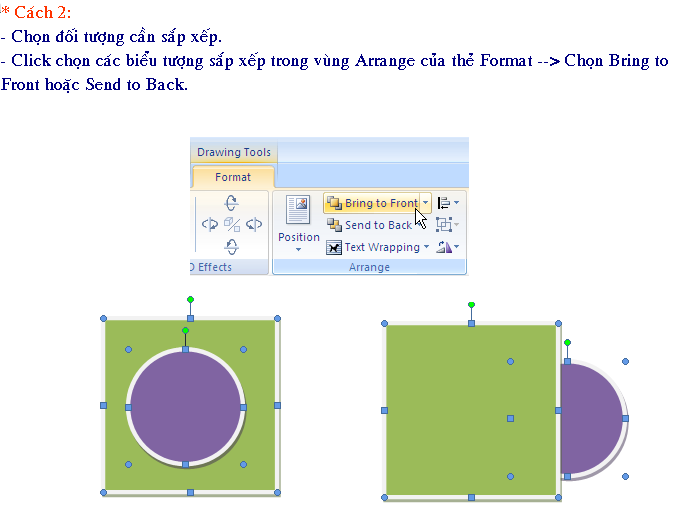 * Cách 2:
- Chọn đối tượng cần sắp xếp.
- Click chọn các biểu tượng sắp xếp trong vùng Arrange của thẻ Format --> Chọn Bring to
Front hoặc Send to Back.
Drawing Tools
Format
Position
Bring to Front
Send to Back
Text Wrapping
D Effects
Arrange